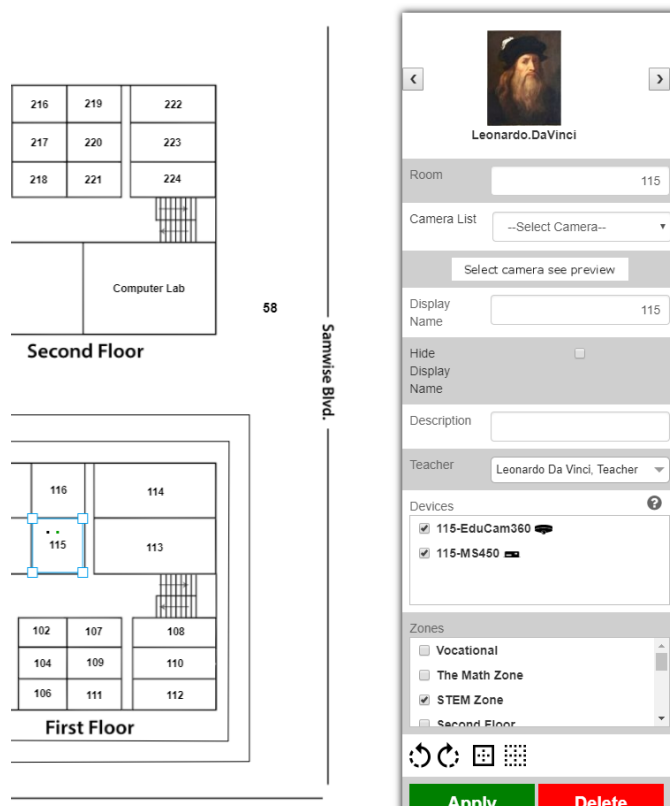 216 219 222
217 220 223
218 221 224
Computer Lab
58
Second Floor
Samwise Blvd.
116 114
115 113
102 107 108
104 109 110
106 111 112
First Floor
Leonardo.DaVinci
Room 115
Camera List --Select Camera--
Select camera see preview
Display
Name
115
Hide
Display
Name
Description
Teacher Leonardo Da Vinci, Teacher
Devices
115-EduCam360
115-MS450
Zones
Vocational
The Math Zone
STEM Zone
Second Floor
Apply Delete